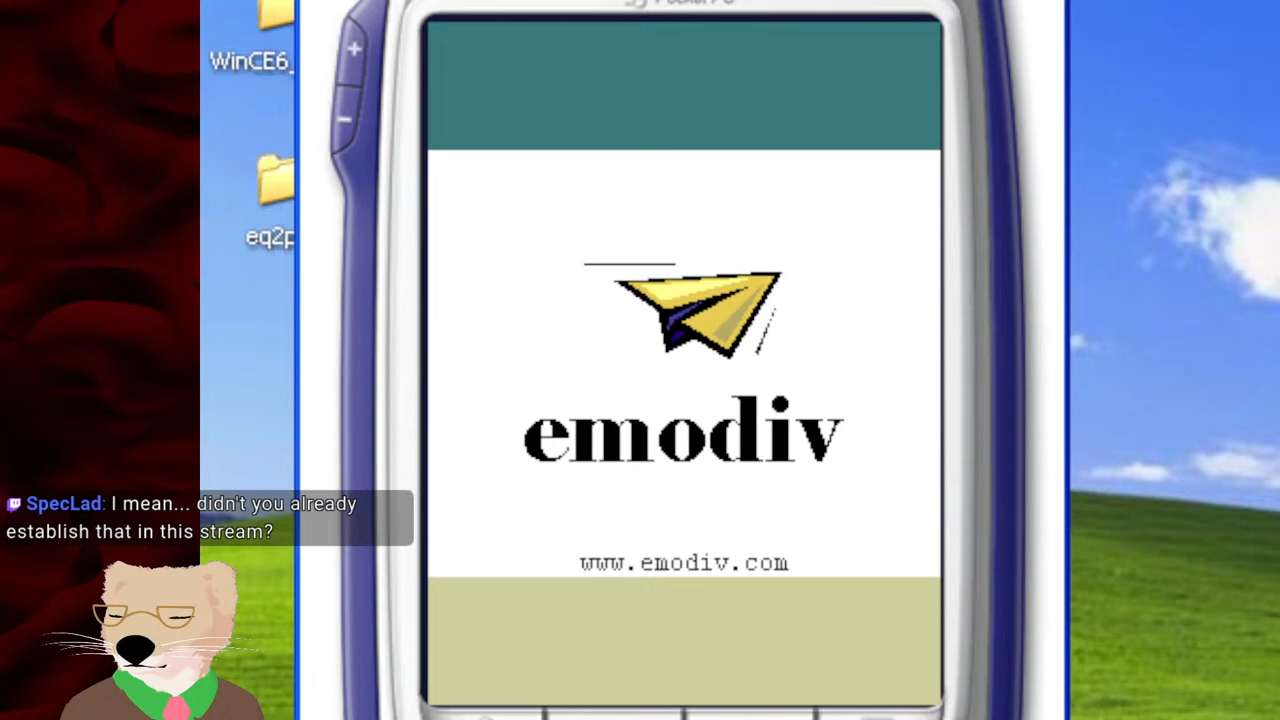 WinCE6_
eq2p
emodiv
www.emodiv.com
SpecLad: I mean... didn't you already
establish that in this stream?